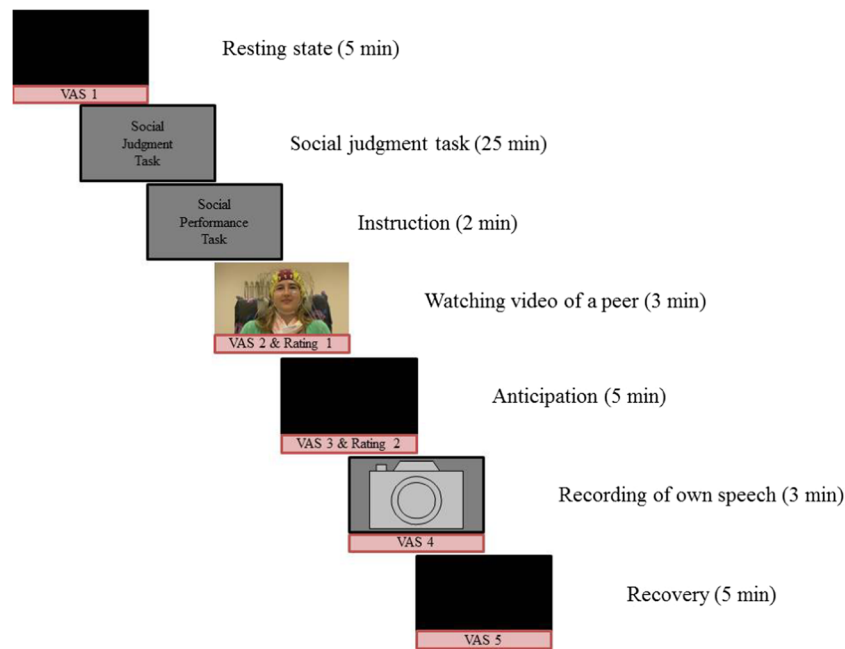 Resting state (5 min)
VAS 1
Social
Judgment
Task
Social judgment task (25 min)
Social
Performance
Task
Instruction (2 min)
Watching video of a peer (3 min)
VAS 2 & Rating 1
Anticipation (5 min)
VAS 3 & Rating 2
Recording of own speech (3 min)
VAS 4
Recovery (5 min)
VAS 5